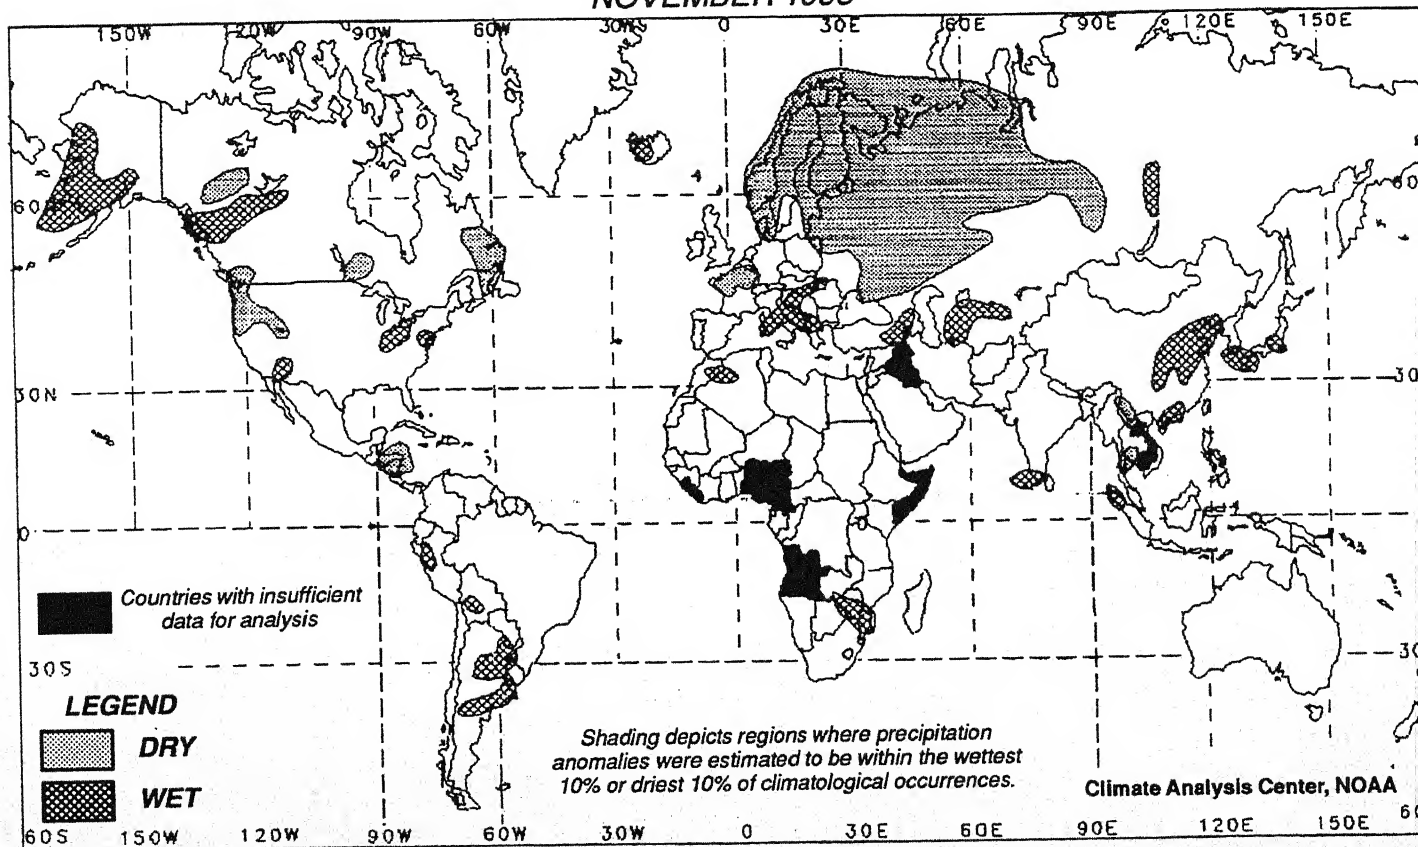 150W 120W 90W 60W 30W 0 30E 60E 90E 120E 150E
60
30N 30
0
Countries with insufficient
data for analysis
30S 30
LEGEND
DRY
WET
Shading depicts regions where precipitation
anomalies were estimated to be within the wettest
10% or driest 10% of climatological occurrences.
Climate Analysis Center, NOAA
60S 150W 120W 90W 60W 30W 0 30E 60E 90E 120E 150E 60